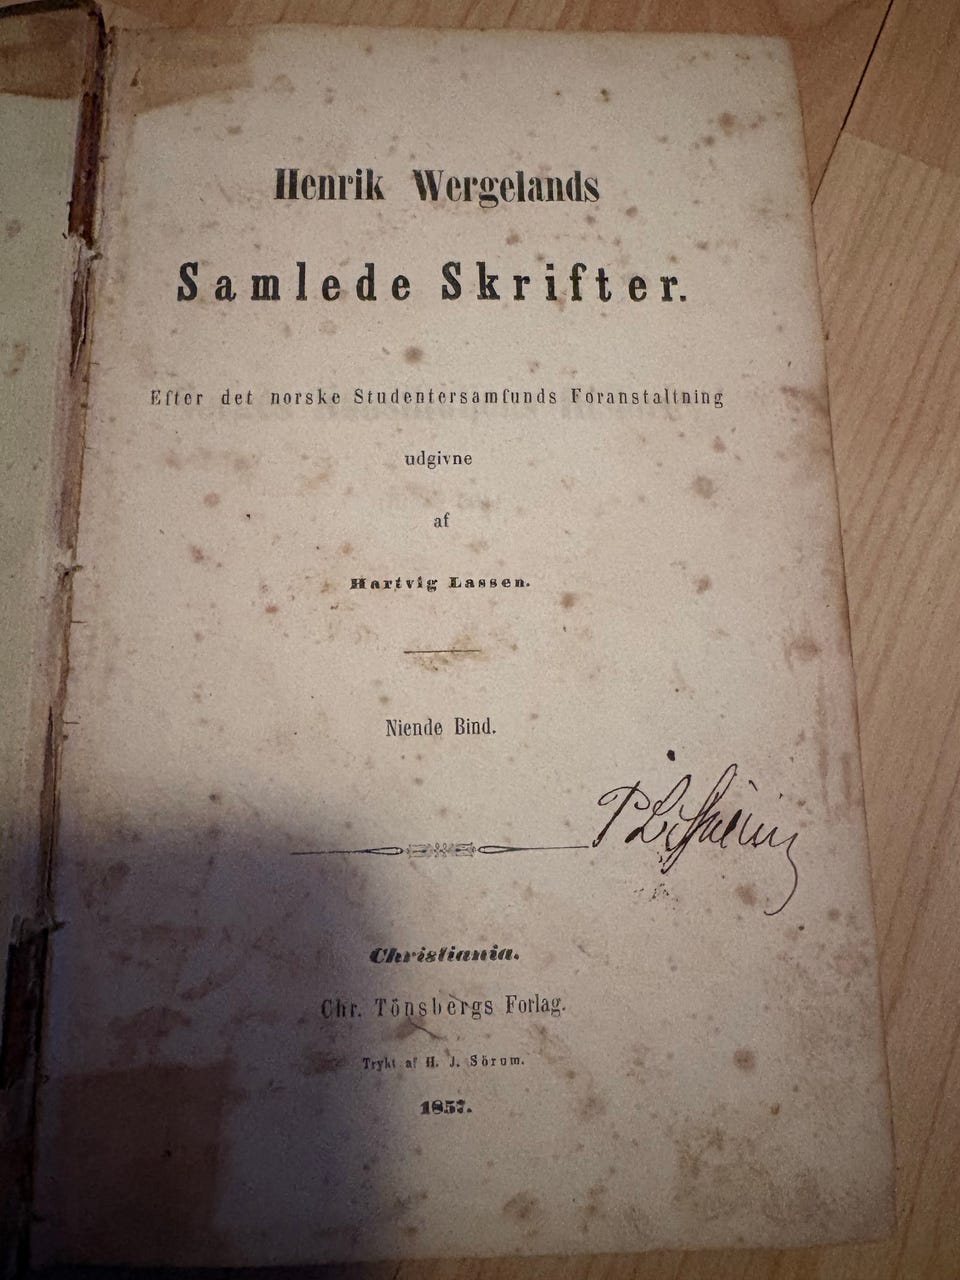 Henrik Wergelands
Samlede Skrifter.
Efter det norske Studentersamfunds Foranstaltning
udgivne
af
Hartvig Lassen.
Niende Bind.
Christiania.
Chr. Tönsbergs Forlag.
Trykt af H. J. Sörum.
1857.